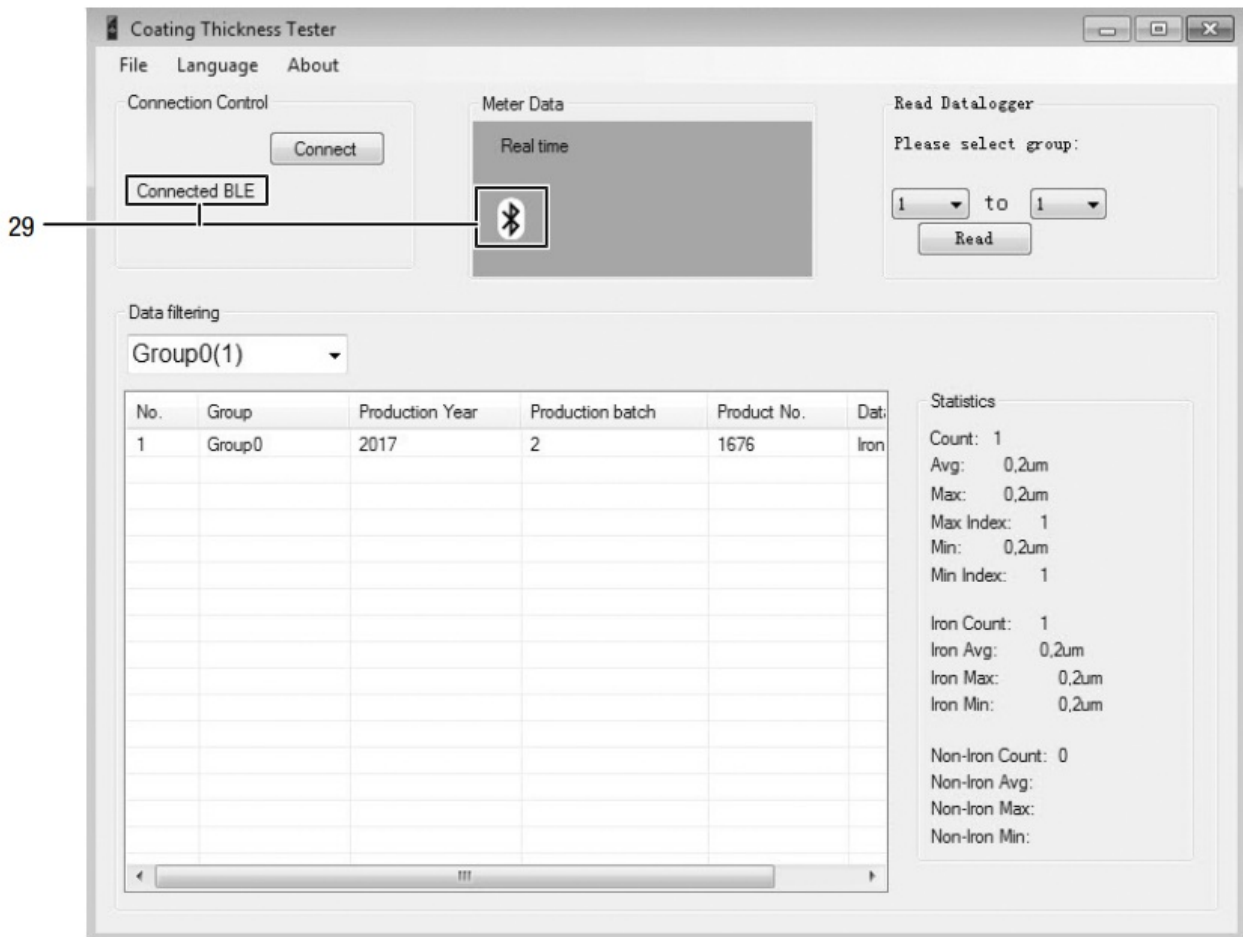 Coating Thickness Tester
File Language About
Connection Control
Connect
Connected BLE
29
Meter Data
Real time
Read Datalogger
Please select group:
1 to 1
Read
Data filtering
Group0(1)
No. Group Production Year Production batch Product No.
1 Group0 2017 2 1676 Iron
Statistics
Count: 1
Avg: 0,2um
Max: 0,2um
Max Index: 1
Min: 0,2um
Min Index: 1
Iron Count: 1
Iron Avg: 0,2um
Iron Max: 0,2um
Iron Min: 0,2um
Non-Iron Count: 0
Non-Iron Avg:
Non-Iron Max:
Non-Iron Min: